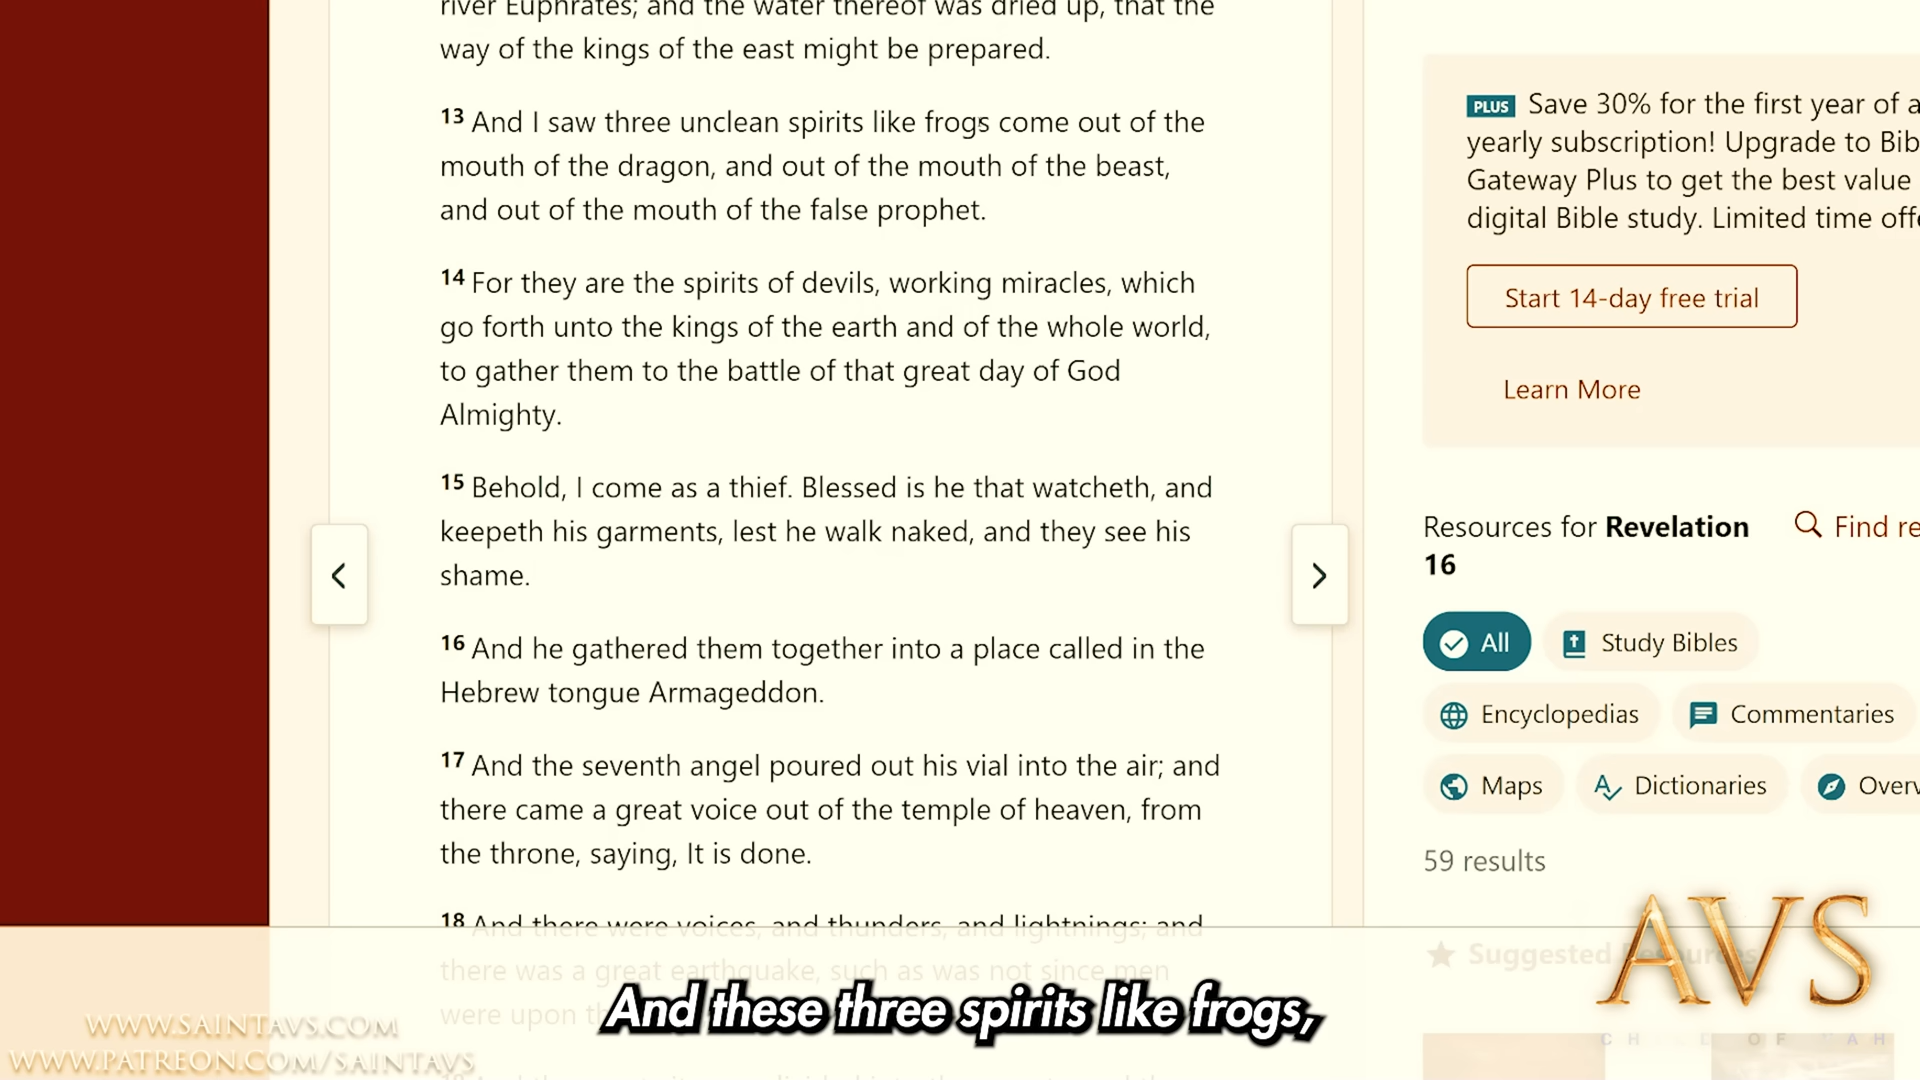 river Euphrates; and the water thereof was dried up, that the
way of the kings of the east might be prepared.
13 And I saw three unclean spirits like frogs come out of the
mouth of the dragon, and out of the mouth of the beast,
and out of the mouth of the false prophet.
14 For they are the spirits of devils, working miracles, which
go forth unto the kings of the earth and of the whole world,
to gather them to the battle of that great day of God
Almighty.
15 Behold, I come as a thief. Blessed is he that watcheth, and
keepeth his garments, lest he walk naked, and they see his
shame.
16 And he gathered them together into a place called in the
Hebrew tongue Armageddon.
17 And the seventh angel poured out his vial into the air; and
there came a great voice out of the temple of heaven, from
the throne, saying, It is done.
18 And there were voices, and thunders, and lightnings; and
there was a great earthquake, such as was not since men
were upon
PLUS Save 30% for the first year of a
yearly subscription! Upgrade to Bib
Gateway Plus to get the best value
digital Bible study. Limited time offe
Start 14-day free trial
Learn More
Resources for Revelation
16
Find re
All
Study Bibles
Encyclopedias
Commentaries
Maps
Dictionaries
Overv
59 results
Suggested
AVS
And these three spirits like frogs,
WWW.SAINTAVS.COM
WWW.PATREON.COM/SAINTAVS